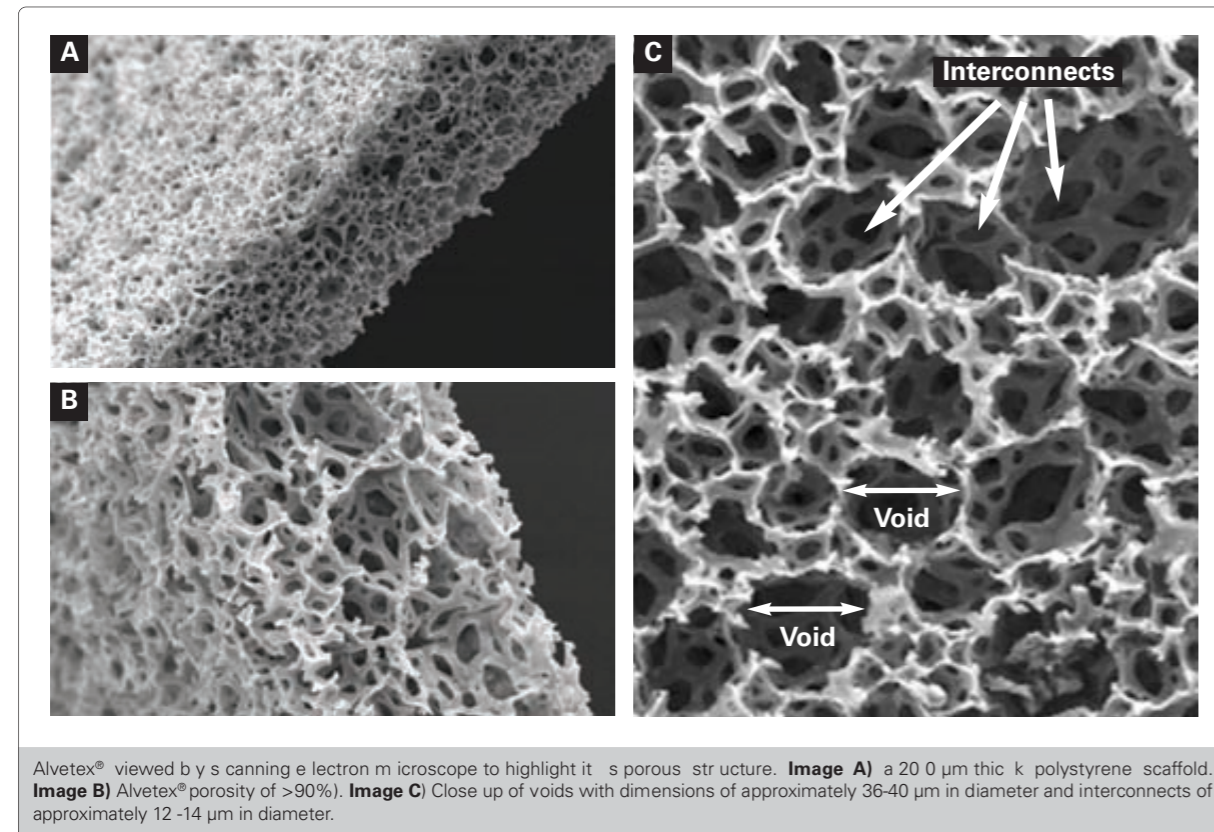 A
B
C
Interconnects
Void
Void
Alvetex® viewed b y s canning e lectron m icroscope to highlight it s porous str ucture. Image A) a 20 0 µm thic k polystyrene scaffold.
Image B) Alvetex® porosity of >90%). Image C) Close up of voids with dimensions of approximately 36-40 µm in diameter and interconnects of
approximately 12 -14 µm in diameter.